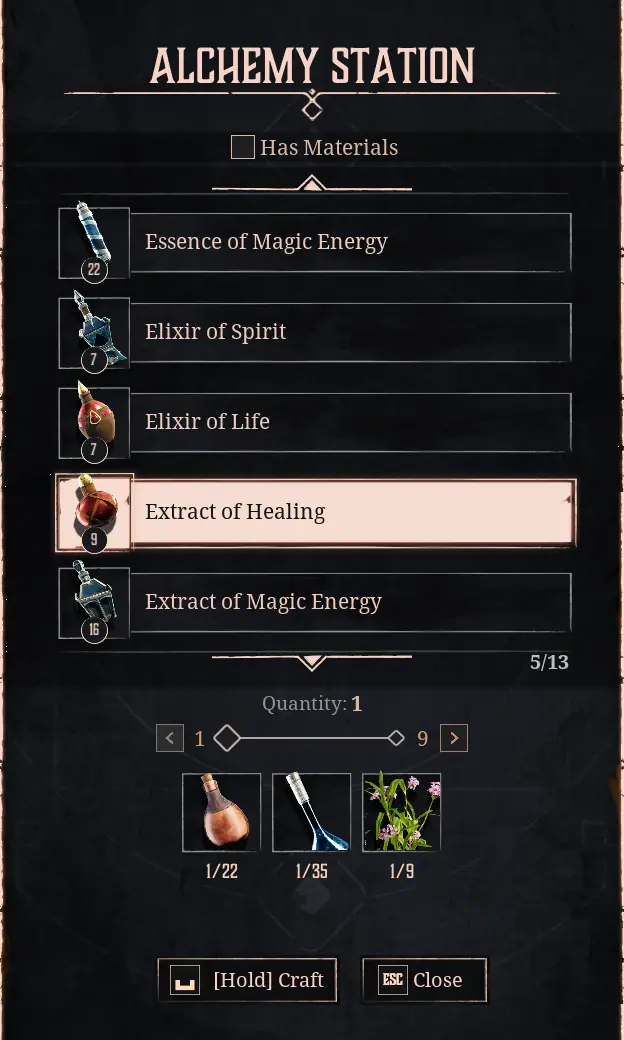 ALCHEMY STATION
Has Materials
Essence of Magic Energy
22
Elixir of Spirit
7
Elixir of Life
7
Extract of Healing
9
Extract of Magic Energy
16
5/13
Quantity: 1
< 1 9 >
1/22 1/35 1/9
[Hold] Craft ESC Close